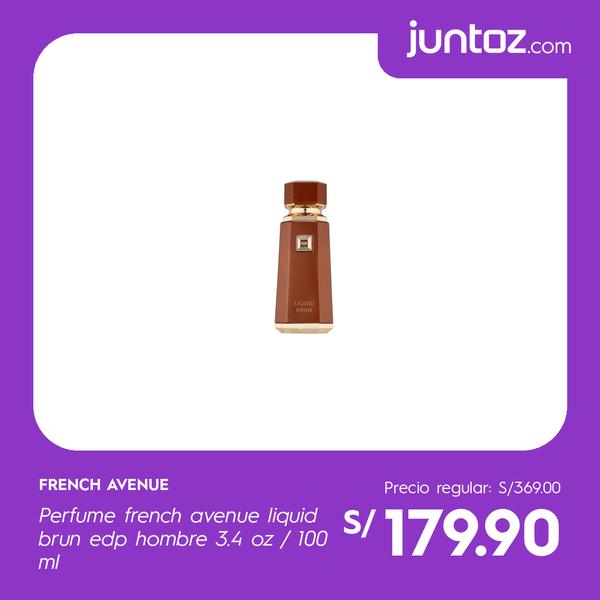 juntoz.com
LIQUID
BRUN
FRENCH AVENUE
Perfume french avenue liquid
brun edp hombre 3.4 oz / 100
ml
Precio regular: S/369.00
S/179.90